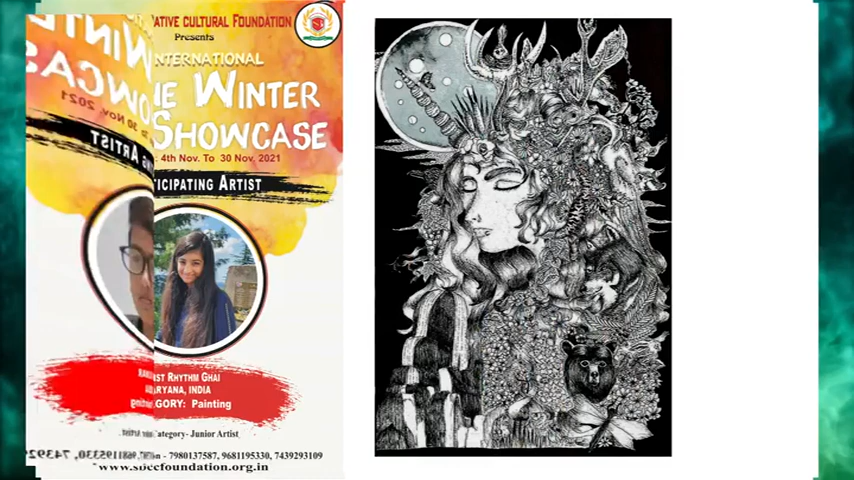 ATIVE CULTURAL FOUNDATION
Presents
INTERNATIONAL
WINTER
SHOWCASE
4th Nov. To 30 Nov. 2021
TICIPATING ARTIST
RHYTHM GHAI
ARYANA, INDIA
GORY: Painting
ategory- Junior Artist
7980137587, 9681195330, 7439293109
www.sbccfoundation.org.in